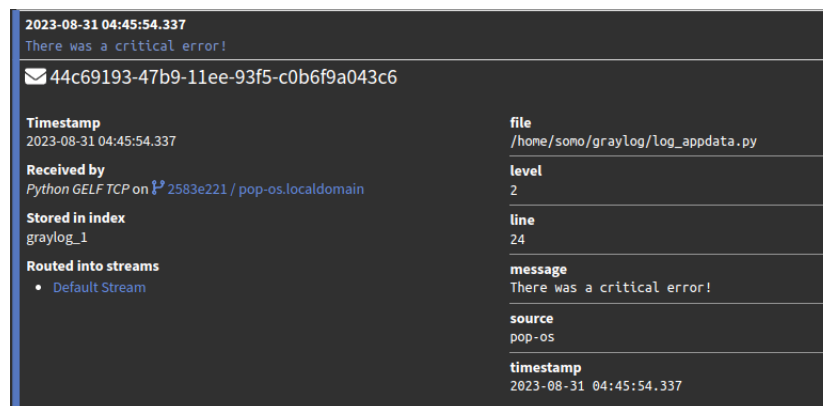 2023-08-31 04:45:54.337
There was a critical error!
44c69193-47b9-11ee-93f5-c0b6f9a043c6
Timestamp
2023-08-31 04:45:54.337
Received by
Python GELF TCP on 2583e221 / pop-os.localdomain
Stored in index
graylog_1
Routed into streams
• Default Stream
file
/home/somo/graylog/log_appdata.py
level
2
line
24
message
There was a critical error!
source
pop-os
timestamp
2023-08-31 04:45:54.337